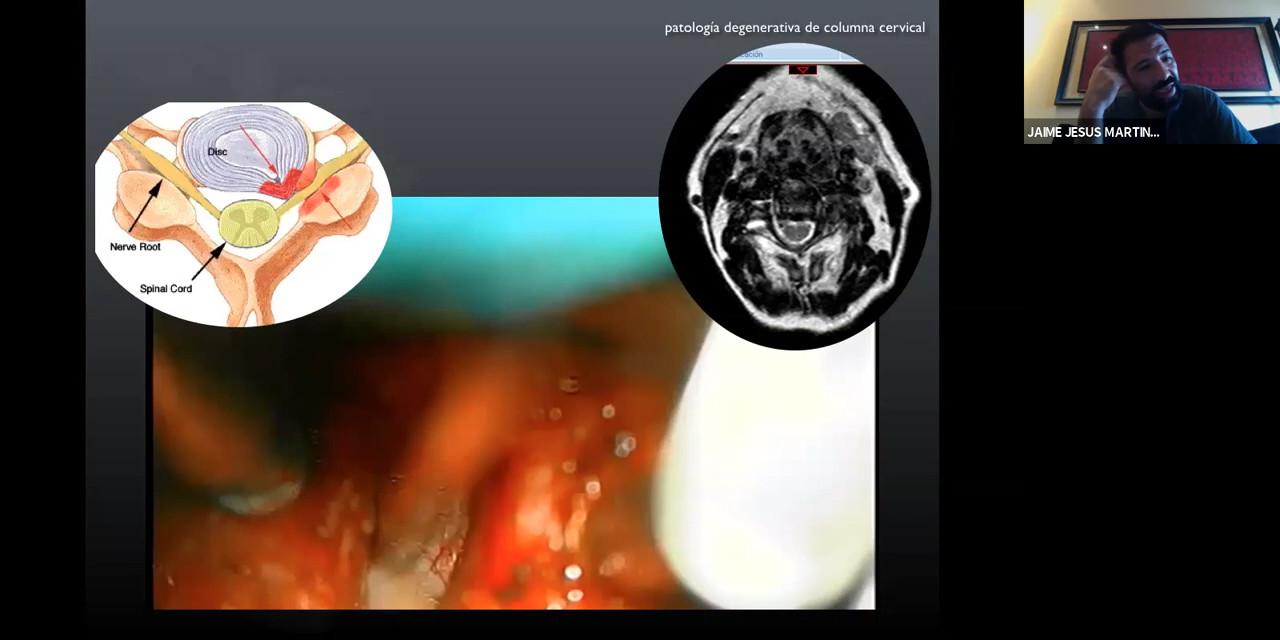 patología degenerativa de columna cervical
JAIME JESUS MARTIN...
Disc
Nerve Root
Spinal Cord